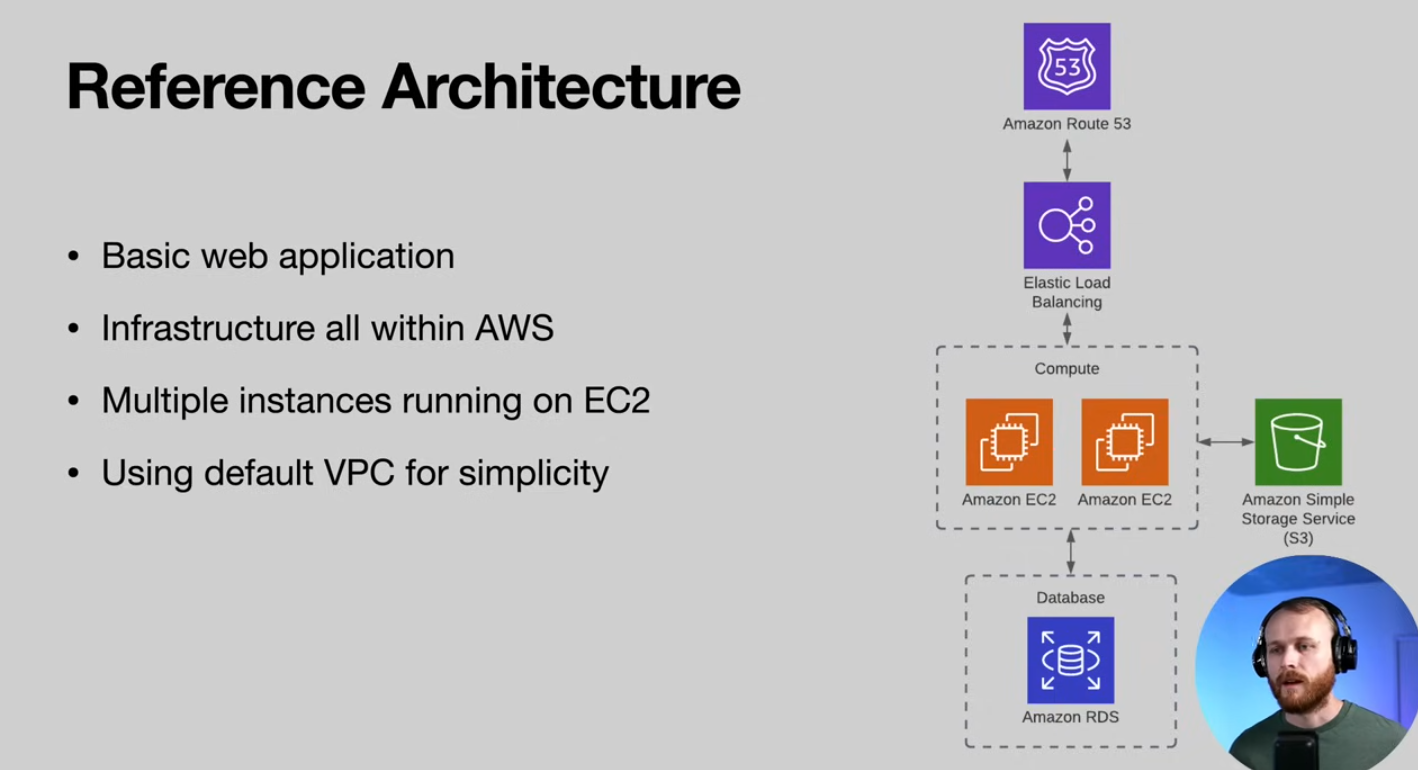 Reference Architecture
• Basic web application
• Infrastructure all within AWS
• Multiple instances running on EC2
• Using default VPC for simplicity
53
Amazon Route 53
Elastic Load
Balancing
Compute
Amazon EC2
Amazon EC2
Amazon Simple
Storage Service
(S3)
Database
Amazon RDS